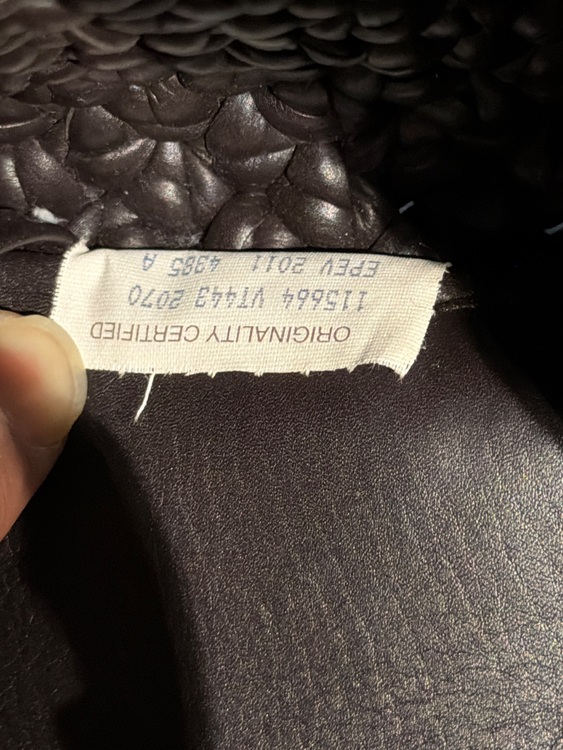 ORIGINALITY CERTIFIED
115664 VT443 2070
EPEV 2011 4385 A